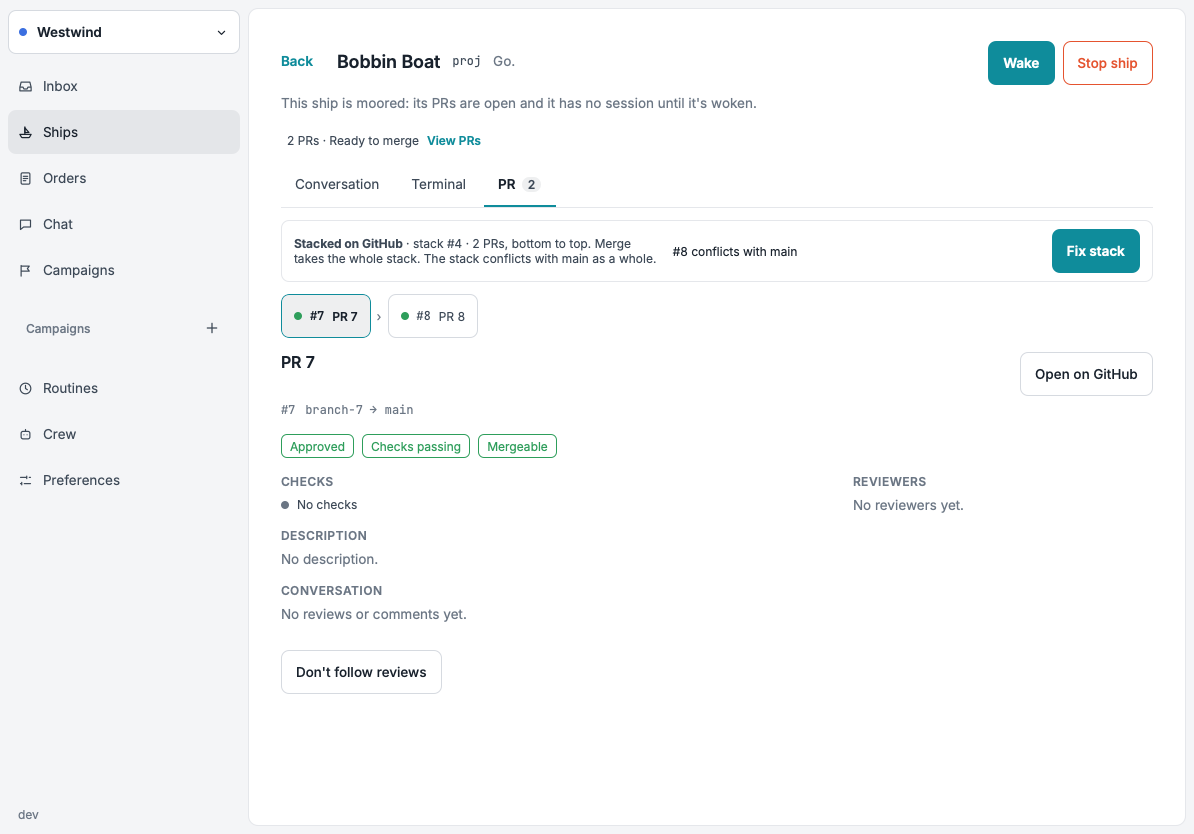 Westwind
Inbox
Ships
Orders
Chat
Campaigns
Campaigns
Routines
Crew
Preferences
dev
Back
Bobbin Boat
proj
Go.
Wake
Stop ship
This ship is moored: its PRs are open and it has no session until it's woken.
2 PRs · Ready to merge View PRs
Conversation
Terminal
PR 2
Stacked on GitHub · stack #4 · 2 PRs, bottom to top. Merge
takes the whole stack. The stack conflicts with main as a whole.
#8 conflicts with main
Fix stack
#7 PR 7
›
#8 PR 8
PR 7
Open on GitHub
#7 branch-7 → main
Approved
Checks passing
Mergeable
CHECKS
No checks
REVIEWERS
No reviewers yet.
DESCRIPTION
No description.
CONVERSATION
No reviews or comments yet.
Don't follow reviews